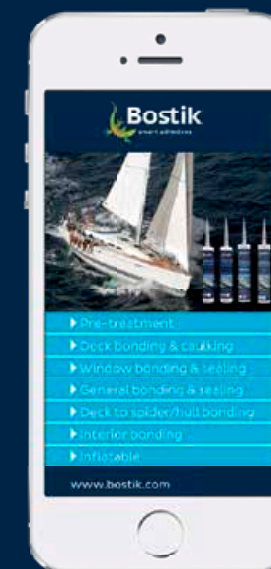 Bostik
smart adhesives
Pre-treatment
Deck bonding & caulking
Window bonding & sealing
General bonding & sealing
Deck to spider/hull bonding
Interior bonding
Inflatable
www.bostik.com